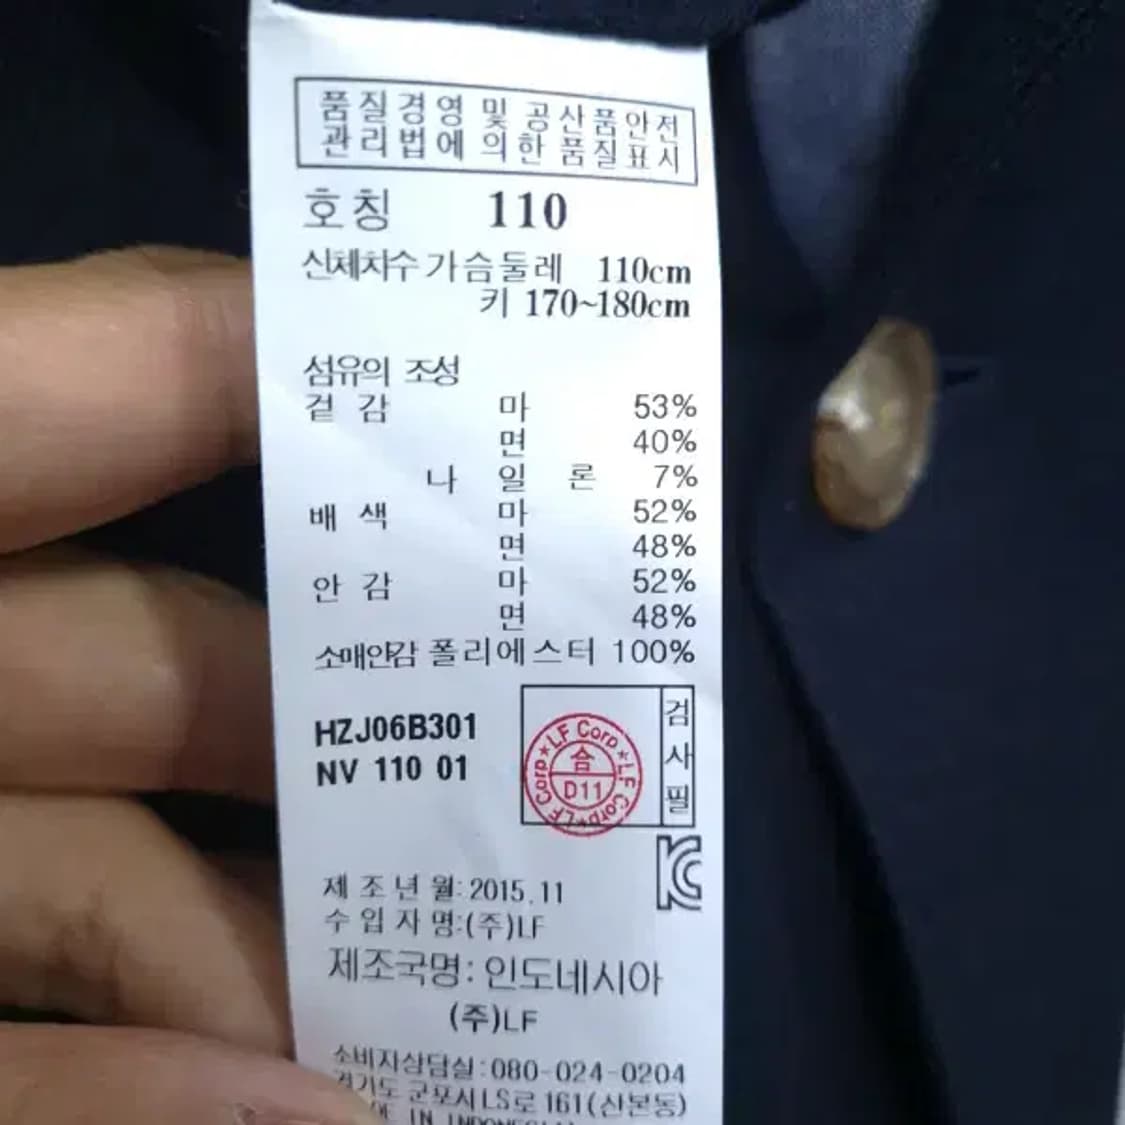 품질경영 및 공산품안전
관리법에 의한 품질표시
호칭 110
신체치수 가슴둘레 110cm
키 170~180cm
섬유의 조성
겉감 마 53%
면 40%
나일론 7%
배색 마 52%
면 48%
안감 마 52%
면 48%
소매안감 폴리에스터 100%
HZJ06B301
NV 110 01
검사필
LF Corp★LF Corp★LF Corp★
合
D11
제조년월: 2015.11
수입자명:(주)LF
제조국명: 인도네시아
(주)LF
소비자상담실:080-024-0204
경기도 군포시 LS로 161(산본동)
IN INDONESIA